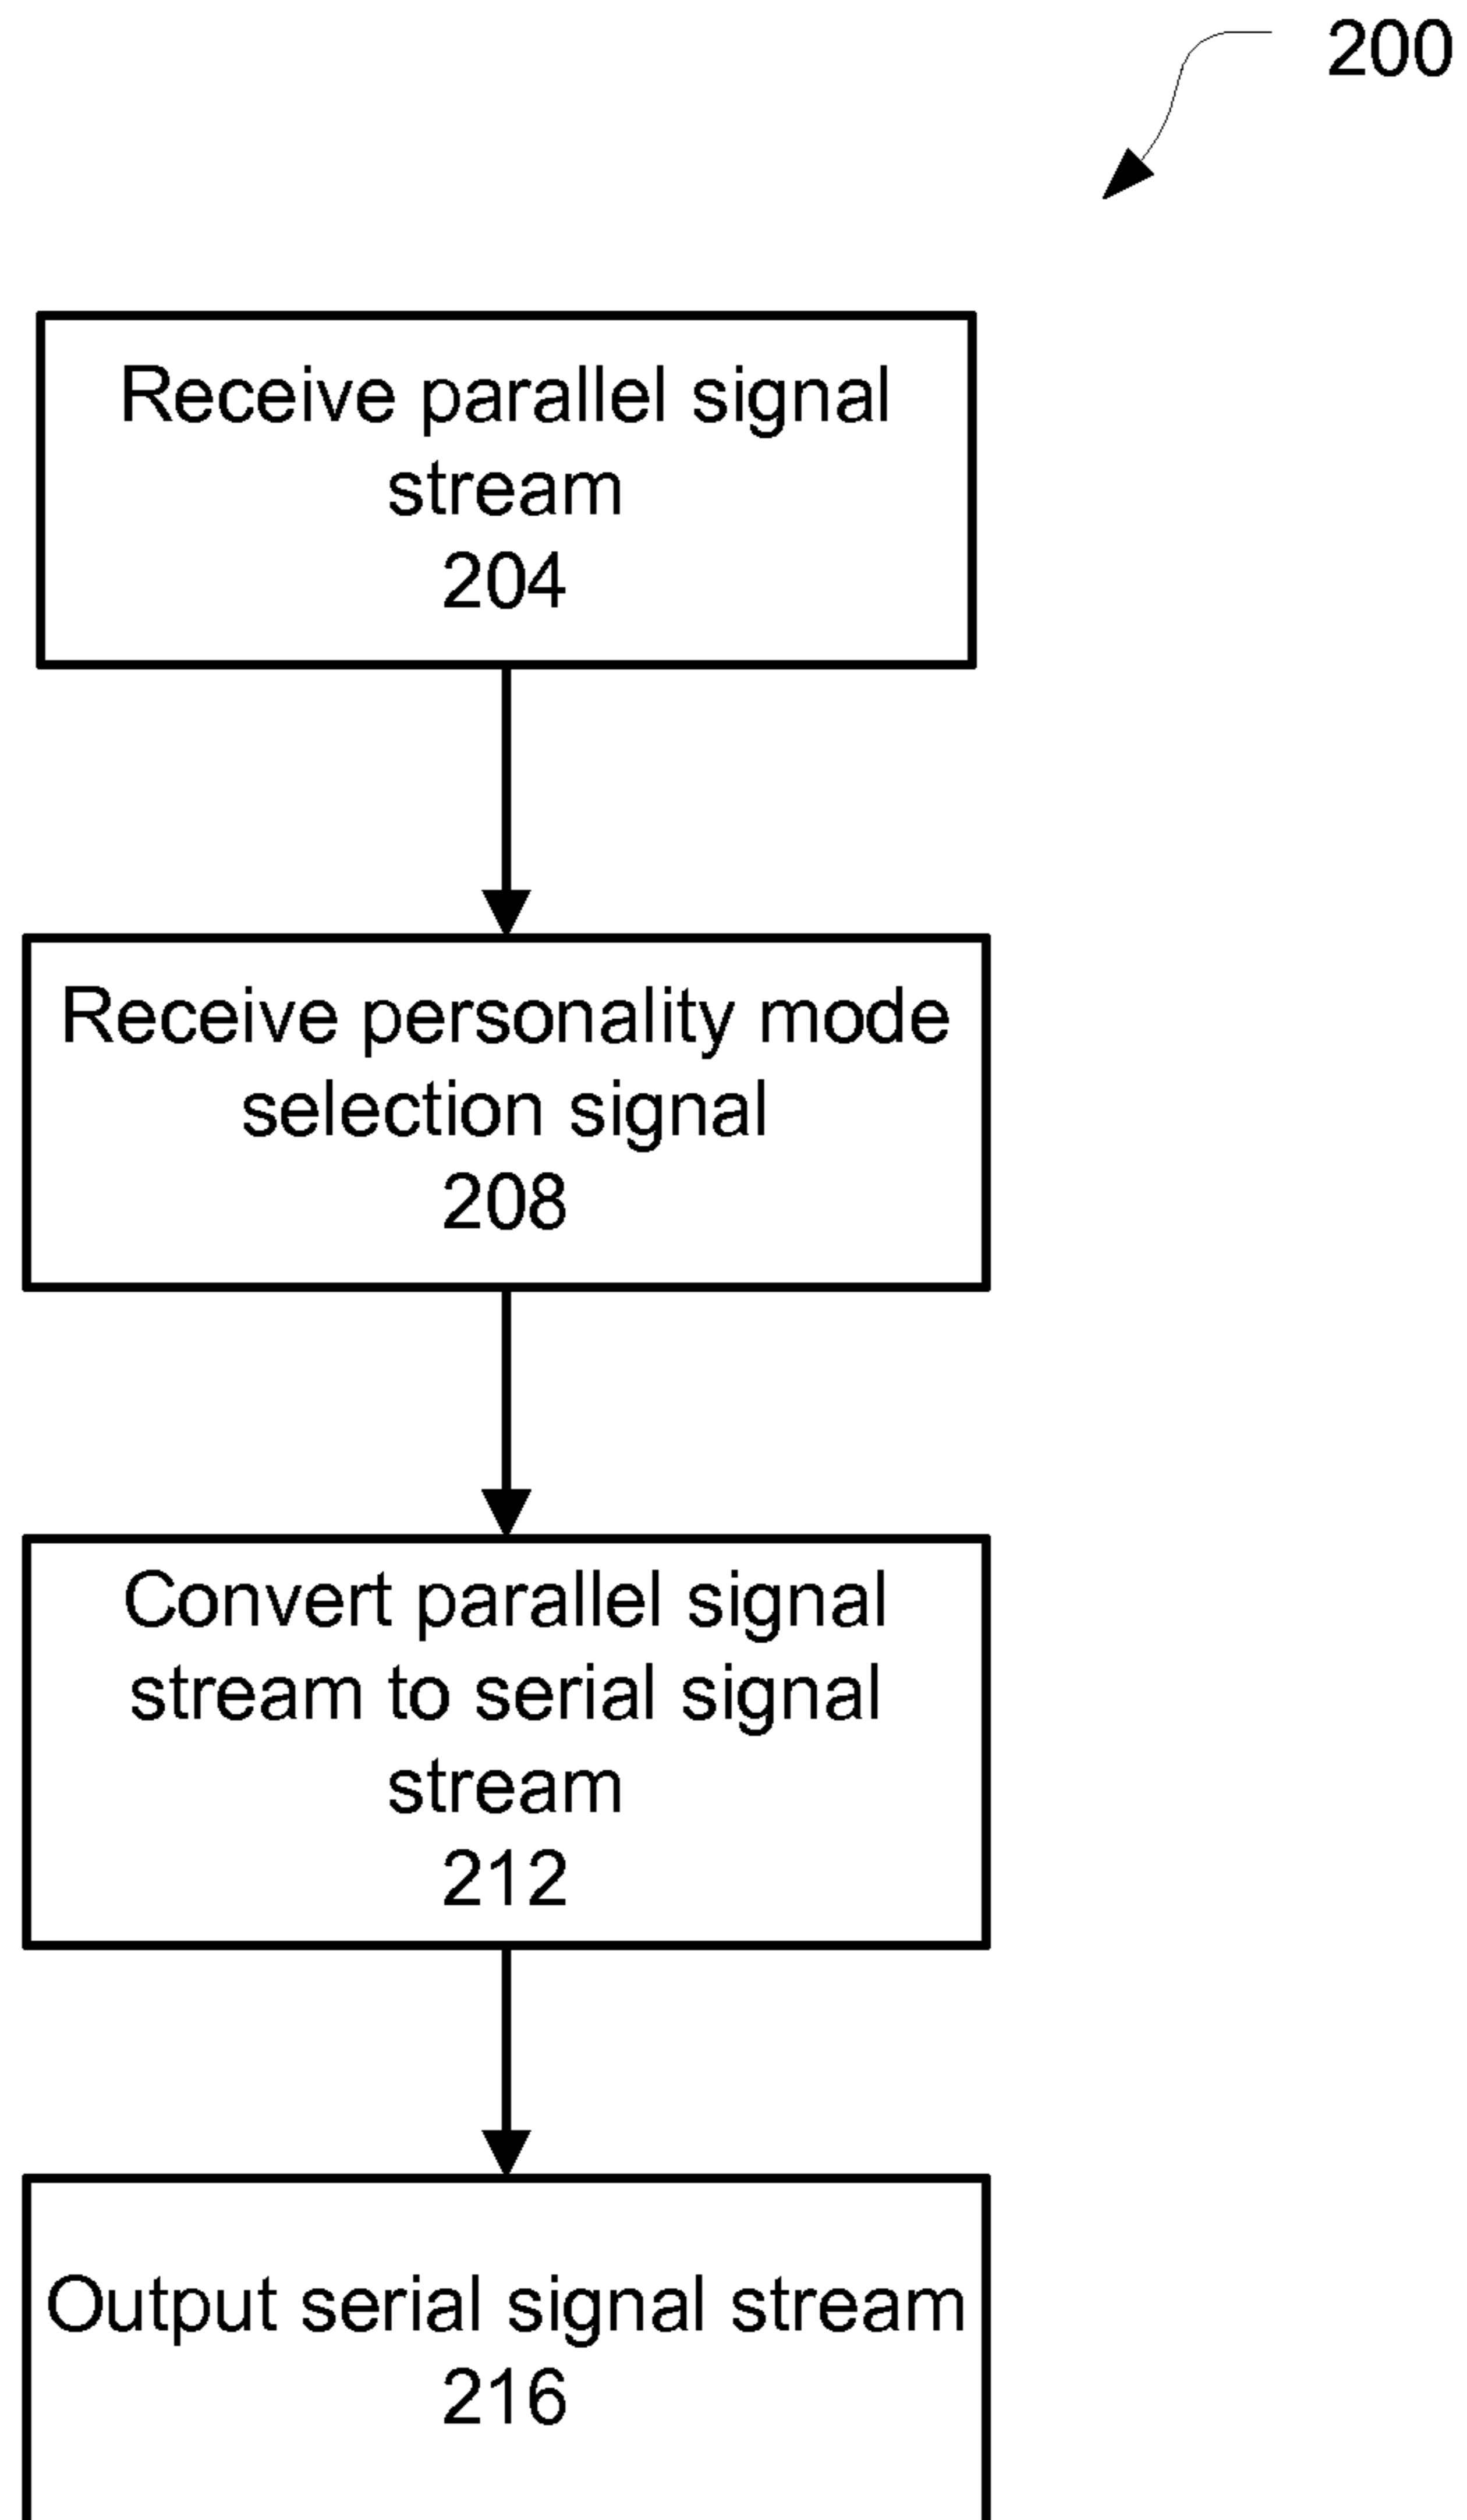 200
Receive parallel signal
stream
204
Receive personality mode
selection signal
208
Convert parallel signal
stream to serial signal
stream
212
Output serial signal stream
216